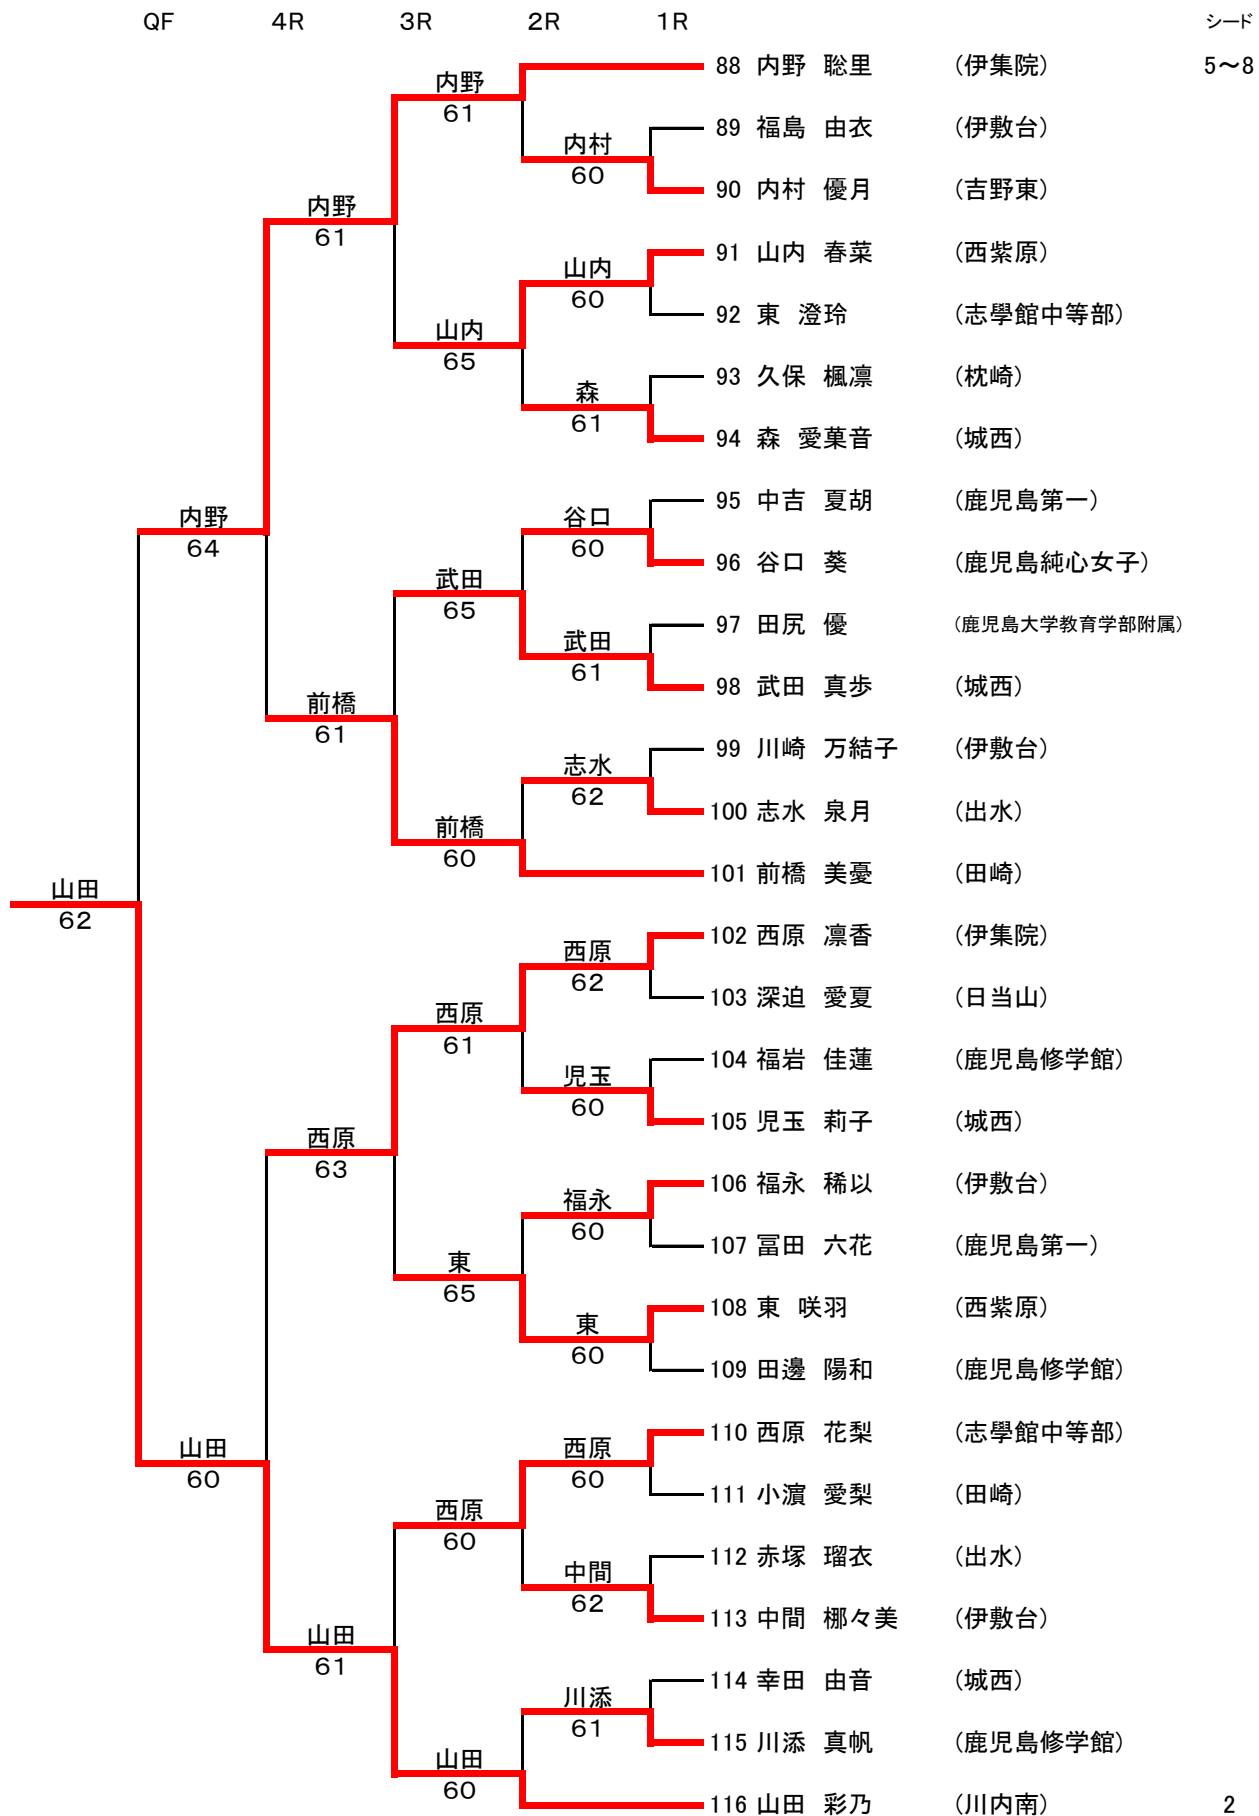 QF 4R 3R 2R 1R シード
88 内野 聡里 (伊集院) 5～8
内野
61
89 福島 由衣 (伊敷台)
内村
60
90 内村 優月 (吉野東)
内野
61
91 山内 春菜 (西紫原)
山内
60
92 東 澄玲 (志學館中等部)
山内
65
93 久保 楓凛 (枕崎)
森
61
94 森 愛菓音 (城西)
95 中吉 夏胡 (鹿児島第一)
内野
64
谷口
60
96 谷口 葵 (鹿児島純心女子)
武田
65
97 田尻 優 (鹿児島大学教育学部附属)
武田
61
98 武田 真歩 (城西)
前橋
61
99 川崎 万結子 (伊敷台)
志水
62
100 志水 泉月 (出水)
前橋
60
101 前橋 美憂 (田崎)
山田
62
102 西原 凛香 (伊集院)
西原
62
103 深迫 愛夏 (日当山)
西原
61
104 福岩 佳蓮 (鹿児島修学館)
児玉
60
105 児玉 莉子 (城西)
西原
63
106 福永 稀以 (伊敷台)
福永
60
107 冨田 六花 (鹿児島第一)
東
65
108 東 咲羽 (西紫原)
東
60
109 田邊 陽和 (鹿児島修学館)
110 西原 花梨 (志學館中等部)
山田
60
西原
60
111 小濵 愛梨 (田崎)
西原
60
112 赤塚 瑠衣 (出水)
中間
62
113 中間 梛々美 (伊敷台)
山田
61
114 幸田 由音 (城西)
川添
61
115 川添 真帆 (鹿児島修学館)
山田
60
116 山田 彩乃 (川内南) 2